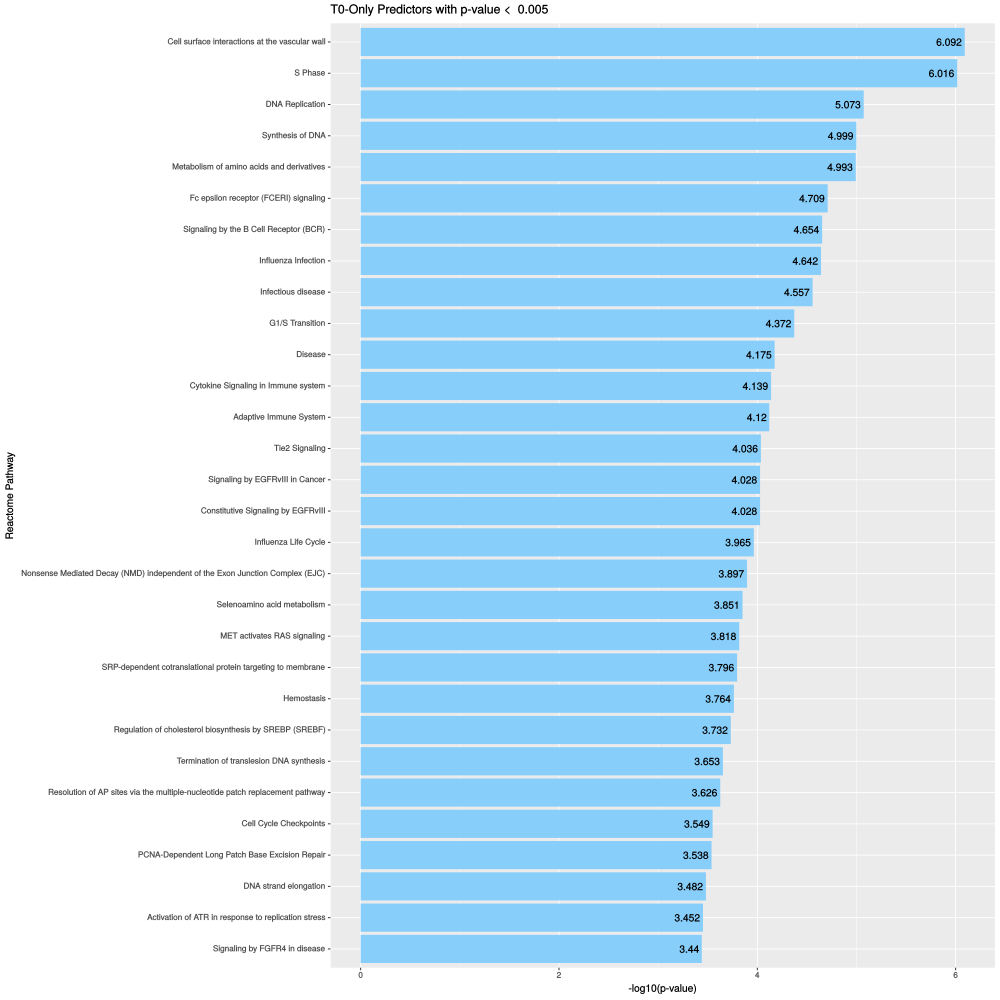 T0-Only Predictors with p-value <  0.005
Cell surface interactions at the vascular wall 6.092
S Phase 6.016
DNA Replication 5.073
Synthesis of DNA 4.999
Metabolism of amino acids and derivatives 4.993
Fc epsilon receptor (FCERI) signaling 4.709
Signaling by the B Cell Receptor (BCR) 4.654
Influenza Infection 4.642
Infectious disease 4.557
G1/S Transition 4.372
Disease 4.175
Cytokine Signaling in Immune system 4.139
Adaptive Immune System 4.12
Tie2 Signaling 4.036
Signaling by EGFRvIII in Cancer 4.028
Constitutive Signaling by EGFRvIII 4.028
Influenza Life Cycle 3.965
Nonsense Mediated Decay (NMD) independent of the Exon Junction Complex (EJC) 3.897
Selenoamino acid metabolism 3.851
MET activates RAS signaling 3.818
SRP-dependent cotranslational protein targeting to membrane 3.796
Hemostasis 3.764
Regulation of cholesterol biosynthesis by SREBP (SREBF) 3.732
Termination of translesion DNA synthesis 3.653
Resolution of AP sites via the multiple-nucleotide patch replacement pathway 3.626
Cell Cycle Checkpoints 3.549
PCNA-Dependent Long Patch Base Excision Repair 3.538
DNA strand elongation 3.482
Activation of ATR in response to replication stress 3.452
Signaling by FGFR4 in disease 3.44
0 2 4 6
-log10(p-value)
Reactome Pathway